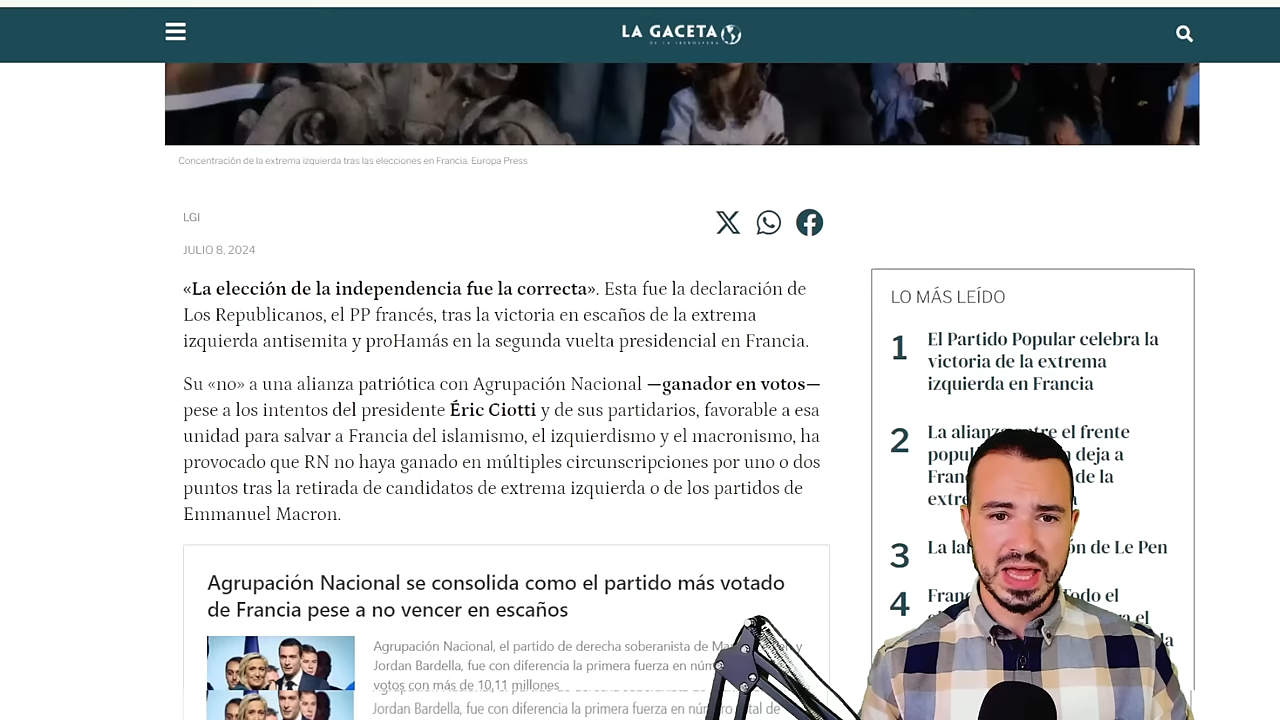 LA GACETA
DE LA IBEROSFERA
Concentración de la extrema izquierda tras las elecciones en Francia. Europa Press
LGI
JULIO 8, 2024
«La elección de la independencia fue la correcta». Esta fue la declaración de
Los Republicanos, el PP francés, tras la victoria en escaños de la extrema
izquierda antisemita y proHamás en la segunda vuelta presidencial en Francia.
Su «no» a una alianza patriótica con Agrupación Nacional —ganador en votos—
pese a los intentos del presidente Éric Ciotti y de sus partidarios, favorable a esa
unidad para salvar a Francia del islamismo, el izquierdismo y el macronismo, ha
provocado que RN no haya ganado en múltiples circunscripciones por uno o dos
puntos tras la retirada de candidatos de extrema izquierda o de los partidos de
Emmanuel Macron.
Agrupación Nacional se consolida como el partido más votado
de Francia pese a no vencer en escaños
Agrupación Nacional, el partido de derecha soberanista de y
Jordan Bardella, fue con diferencia la primera fuerza en
votos con más de 10,11 millones
Jordan Bardella, fue con diferencia la primera fuerza en de
LO MÁS LEÍDO
1 El Partido Popular celebra la
victoria de la extrema
izquierda en Francia
2 La alianza entre el frente
deja a
de la
3 La de Le Pen
4 Todo el
el